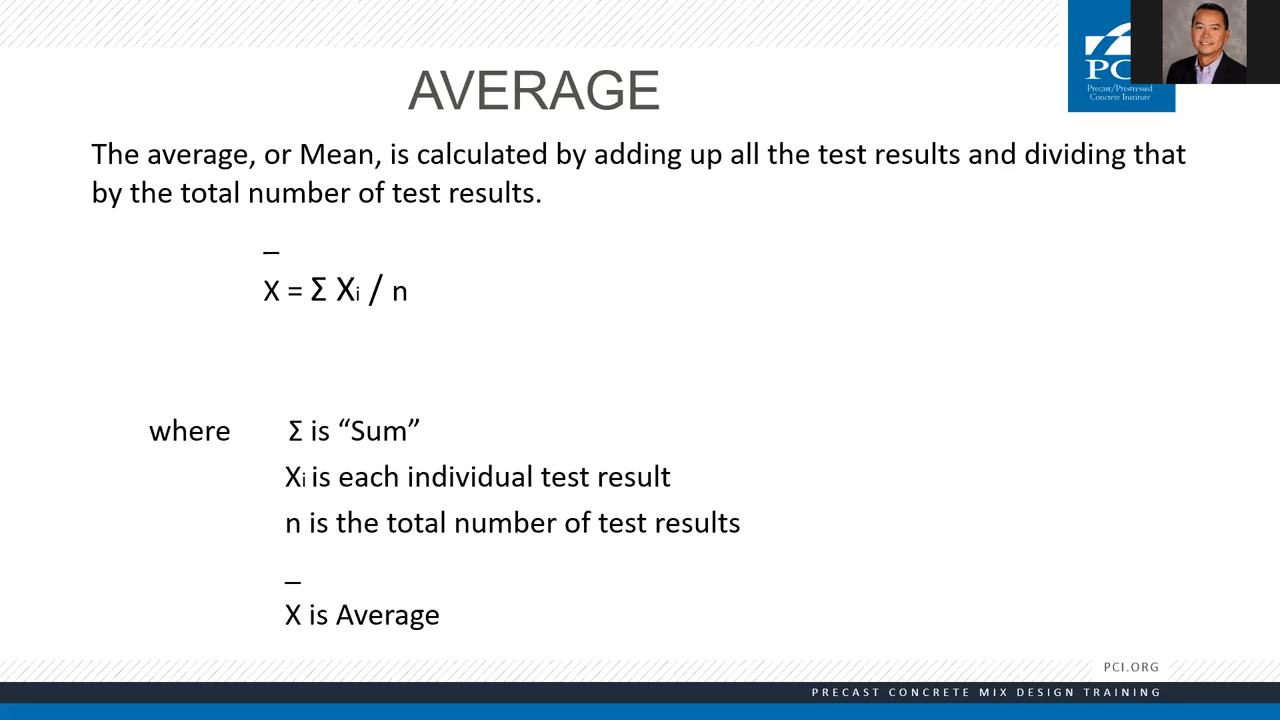 AVERAGE
PC
Precast/Prestressed
Concrete Institute
The average, or Mean, is calculated by adding up all the test results and dividing that
by the total number of test results.
_
X = Σ Xi / n
where Σ is “Sum”
Xi is each individual test result
n is the total number of test results
_
X is Average
PCI.ORG
PRECAST CONCRETE MIX DESIGN TRAINING